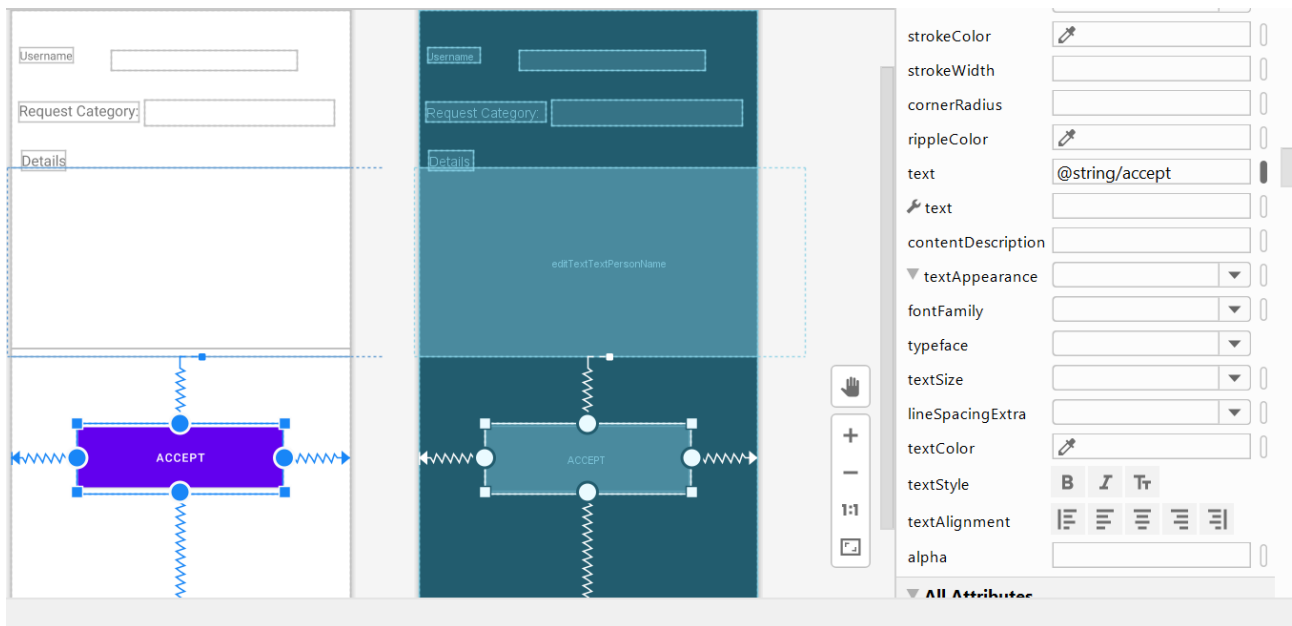 Username
Request Category:
Details
ACCEPT
Username
Request Category:
Details
editTextTextPersonName
ACCEPT
1:1
strokeColor
strokeWidth
cornerRadius
rippleColor
text @string/accept
text
contentDescription
textAppearance
fontFamily
typeface
textSize
lineSpacingExtra
textColor
textStyle B I Tt
textAlignment
alpha
All Attributes